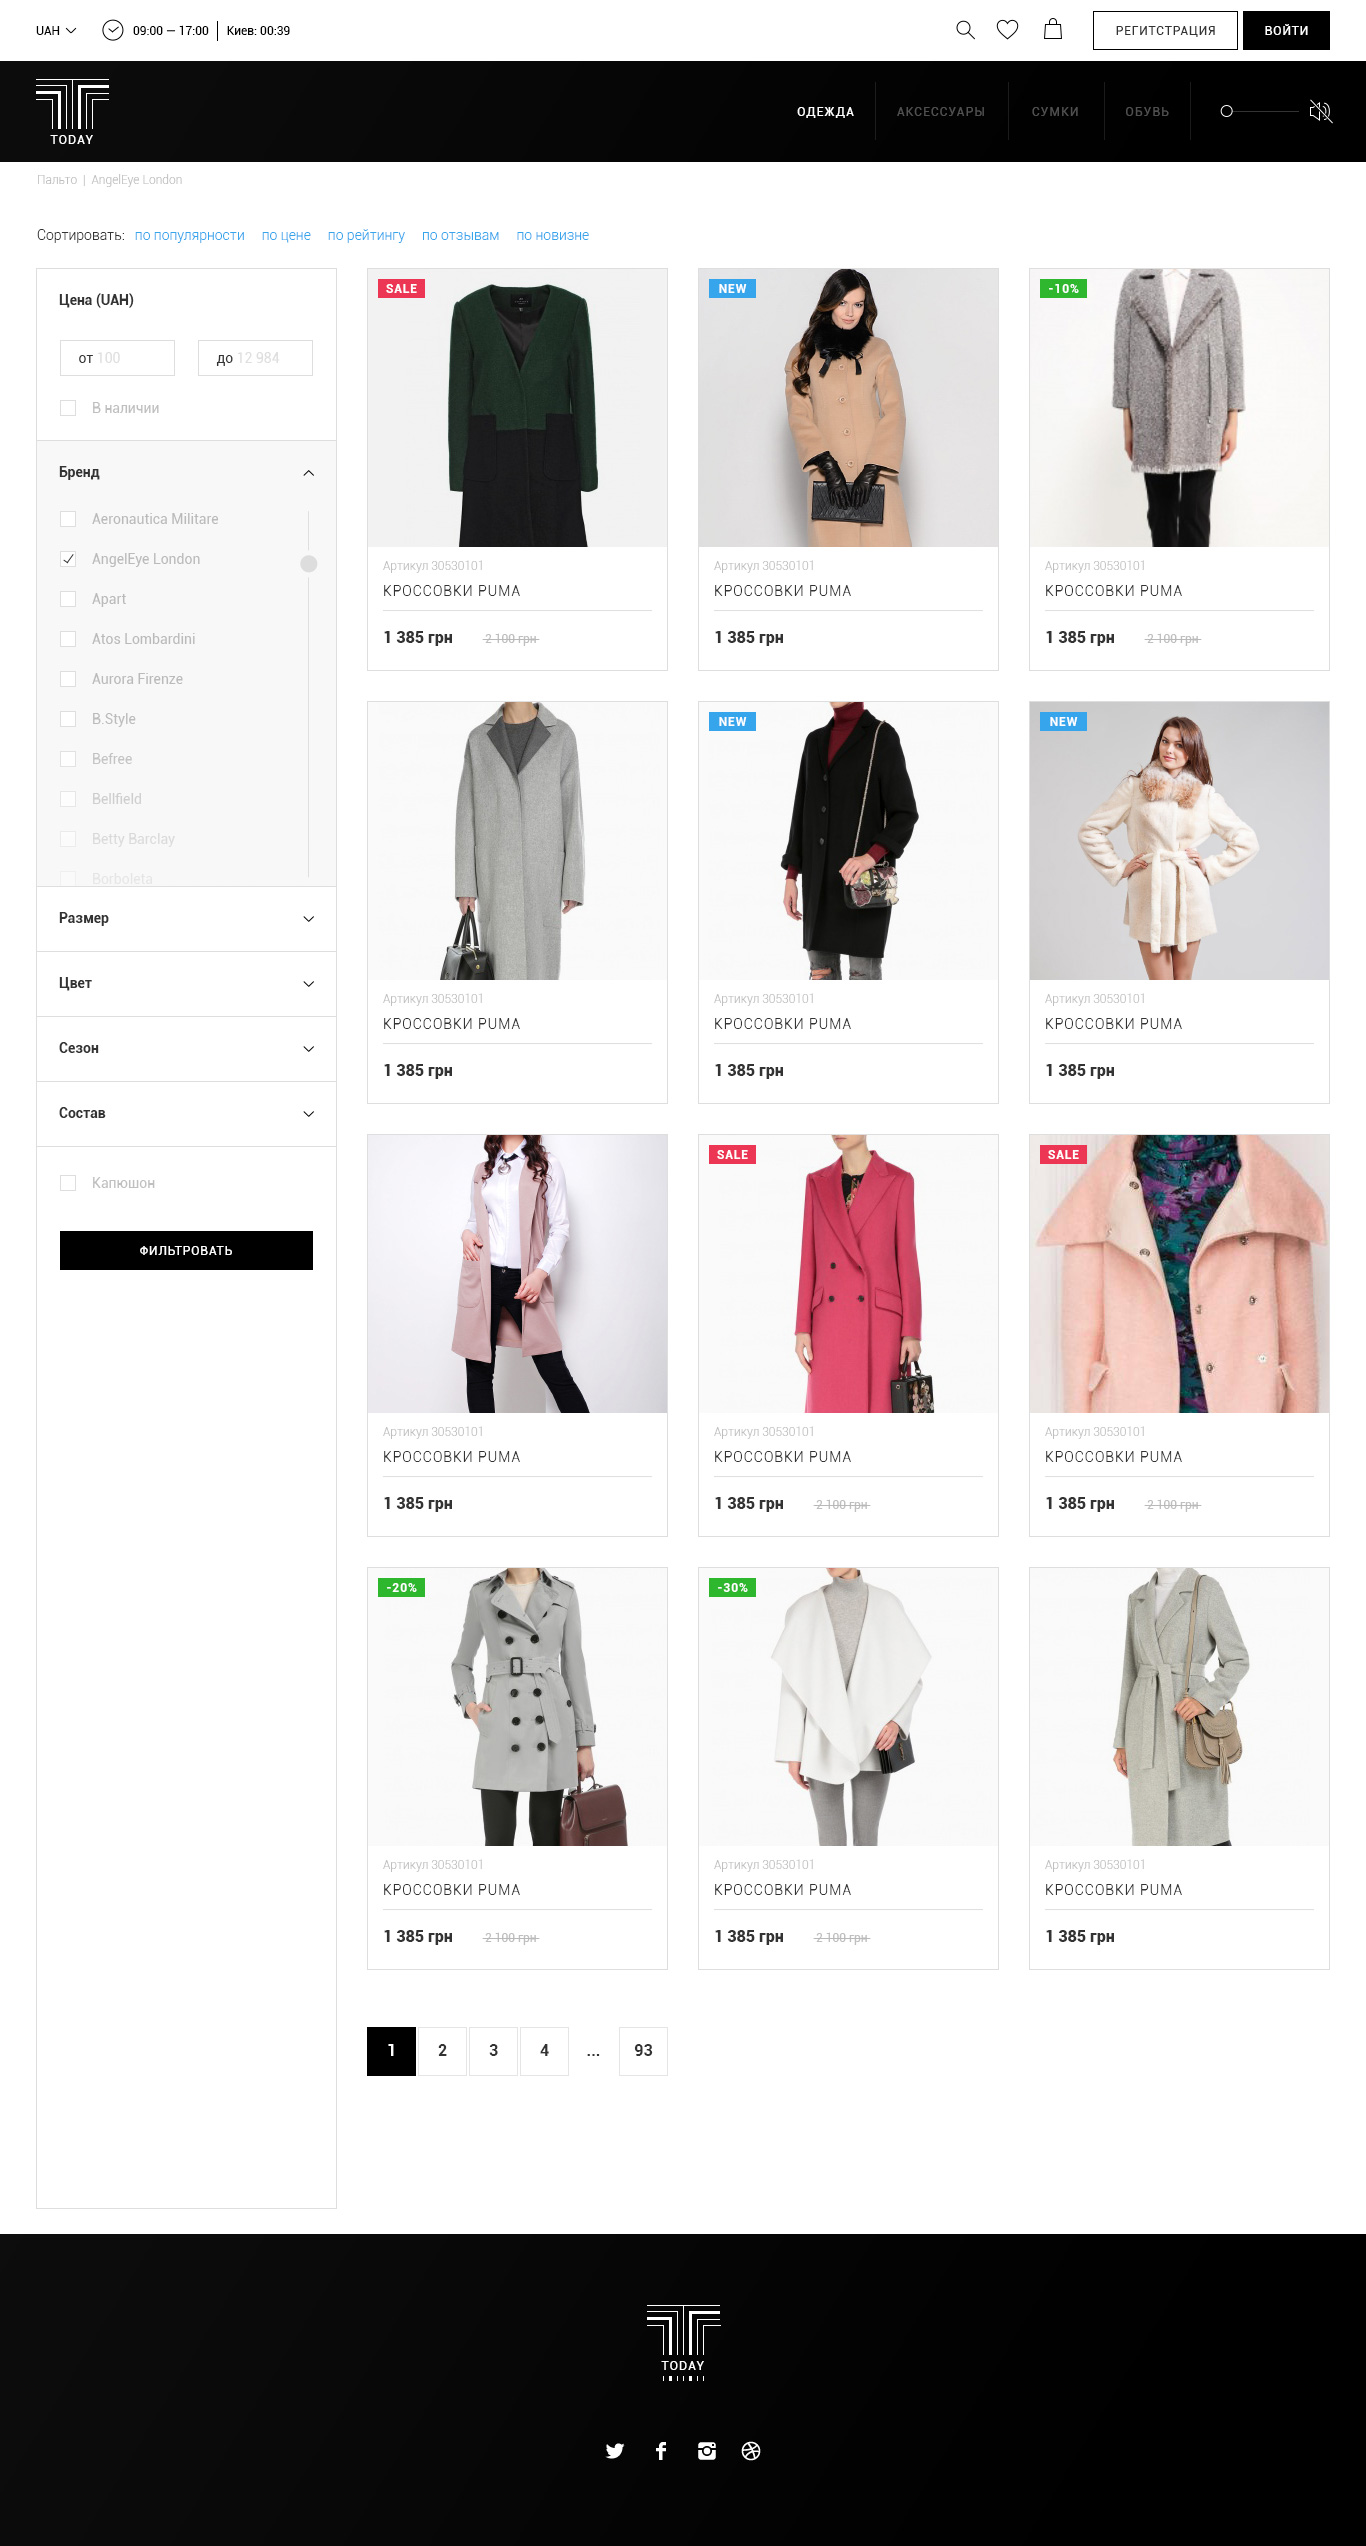 UAH 09:00 — 17:00 Киев: 00:39 РЕГИТСТРАЦИЯ ВОЙТИ
TODAY
ОДЕЖДА АКСЕССУАРЫ СУМКИ ОБУВЬ
Пальто | AngelEye London
Сортировать: по популярности по цене по рейтингу по отзывам по новизне
Цена (UAH)
от 100 до 12 984
В наличии
Бренд
Aeronautica Militare
AngelEye London
Apart
Atos Lombardini
Aurora Firenze
B.Style
Befree
Bellfield
Betty Barclay
Borboleta
Размер
Цвет
Сезон
Состав
Капюшон
ФИЛЬТРОВАТЬ
SALE NEW -10%
Артикул 30530101 Артикул 30530101 Артикул 30530101
КРОССОВКИ PUMA КРОССОВКИ PUMA КРОССОВКИ PUMA
1 385 грн 2 100 грн 1 385 грн 1 385 грн 2 100 грн
NEW NEW
Артикул 30530101 Артикул 30530101 Артикул 30530101
КРОССОВКИ PUMA КРОССОВКИ PUMA КРОССОВКИ PUMA
1 385 грн 1 385 грн 1 385 грн
SALE SALE
Артикул 30530101 Артикул 30530101 Артикул 30530101
КРОССОВКИ PUMA КРОССОВКИ PUMA КРОССОВКИ PUMA
1 385 грн 1 385 грн 2 100 грн 1 385 грн 2 100 грн
-20% -30%
Артикул 30530101 Артикул 30530101 Артикул 30530101
КРОССОВКИ PUMA КРОССОВКИ PUMA КРОССОВКИ PUMA
1 385 грн 2 100 грн 1 385 грн 2 100 грн 1 385 грн
1 2 3 4 ... 93
TODAY